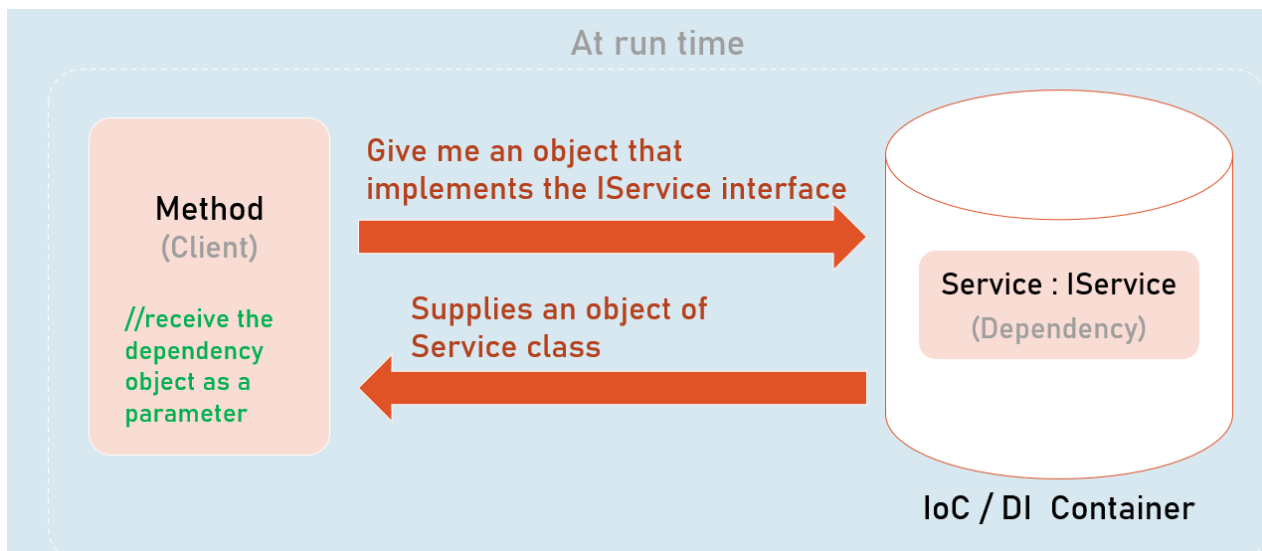 At run time
Method
(Client)
//receive the
dependency
object as a
parameter
Give me an object that
implements the IService interface
Supplies an object of
Service class
Service : IService
(Dependency)
IoC / DI Container